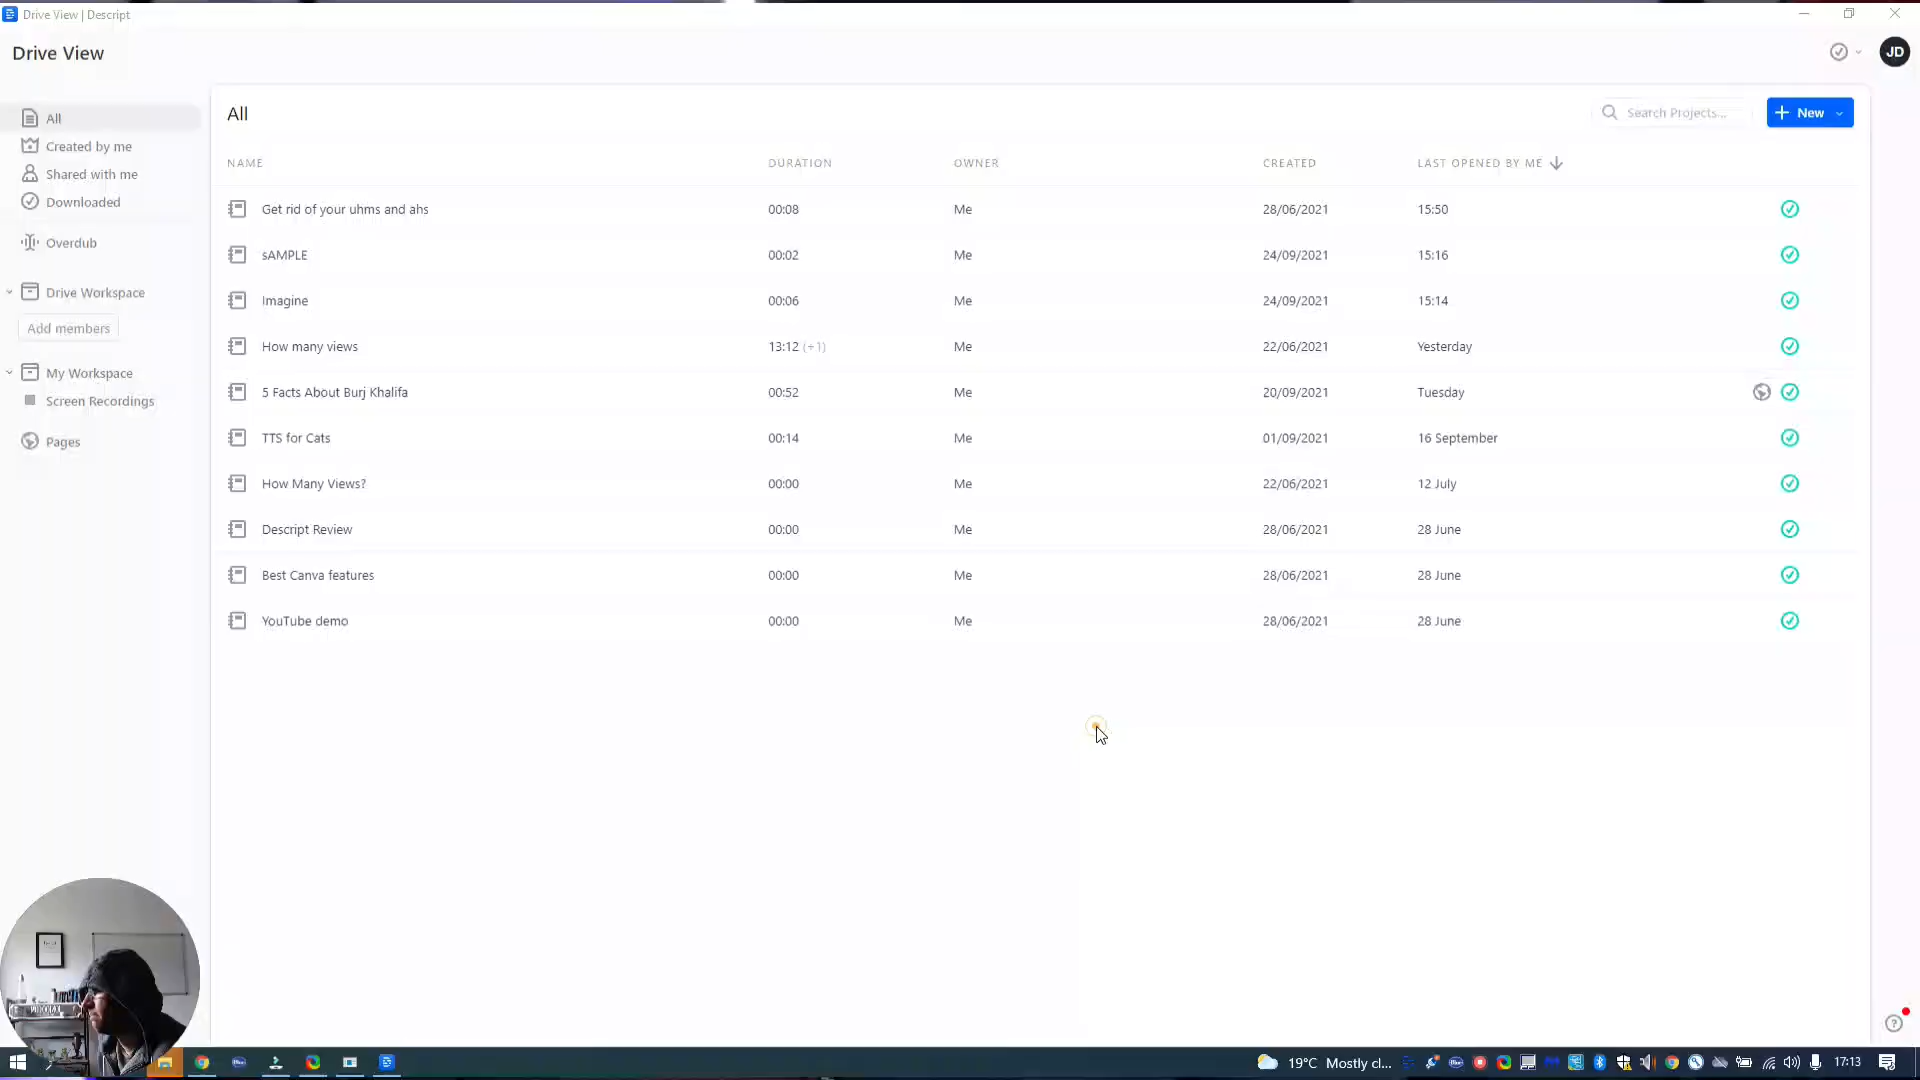 Drive View | Descript
Drive View
JD
All
Created by me
Shared with me
Downloaded
Overdub
Drive Workspace
Add members
My Workspace
Screen Recordings
Pages
All
Search Projects...
New
NAME DURATION OWNER CREATED LAST OPENED BY ME
Get rid of your uhms and ahs 00:08 Me 28/06/2021 15:50
sAMPLE 00:02 Me 24/09/2021 15:16
Imagine 00:06 Me 24/09/2021 15:14
How many views 13:12 (+1) Me 22/06/2021 Yesterday
5 Facts About Burj Khalifa 00:52 Me 20/09/2021 Tuesday
TTS for Cats 00:14 Me 01/09/2021 16 September
How Many Views? 00:00 Me 22/06/2021 12 July
Descript Review 00:00 Me 28/06/2021 28 June
Best Canva features 00:00 Me 28/06/2021 28 June
YouTube demo 00:00 Me 28/06/2021 28 June
19°C Mostly cl... 17:13